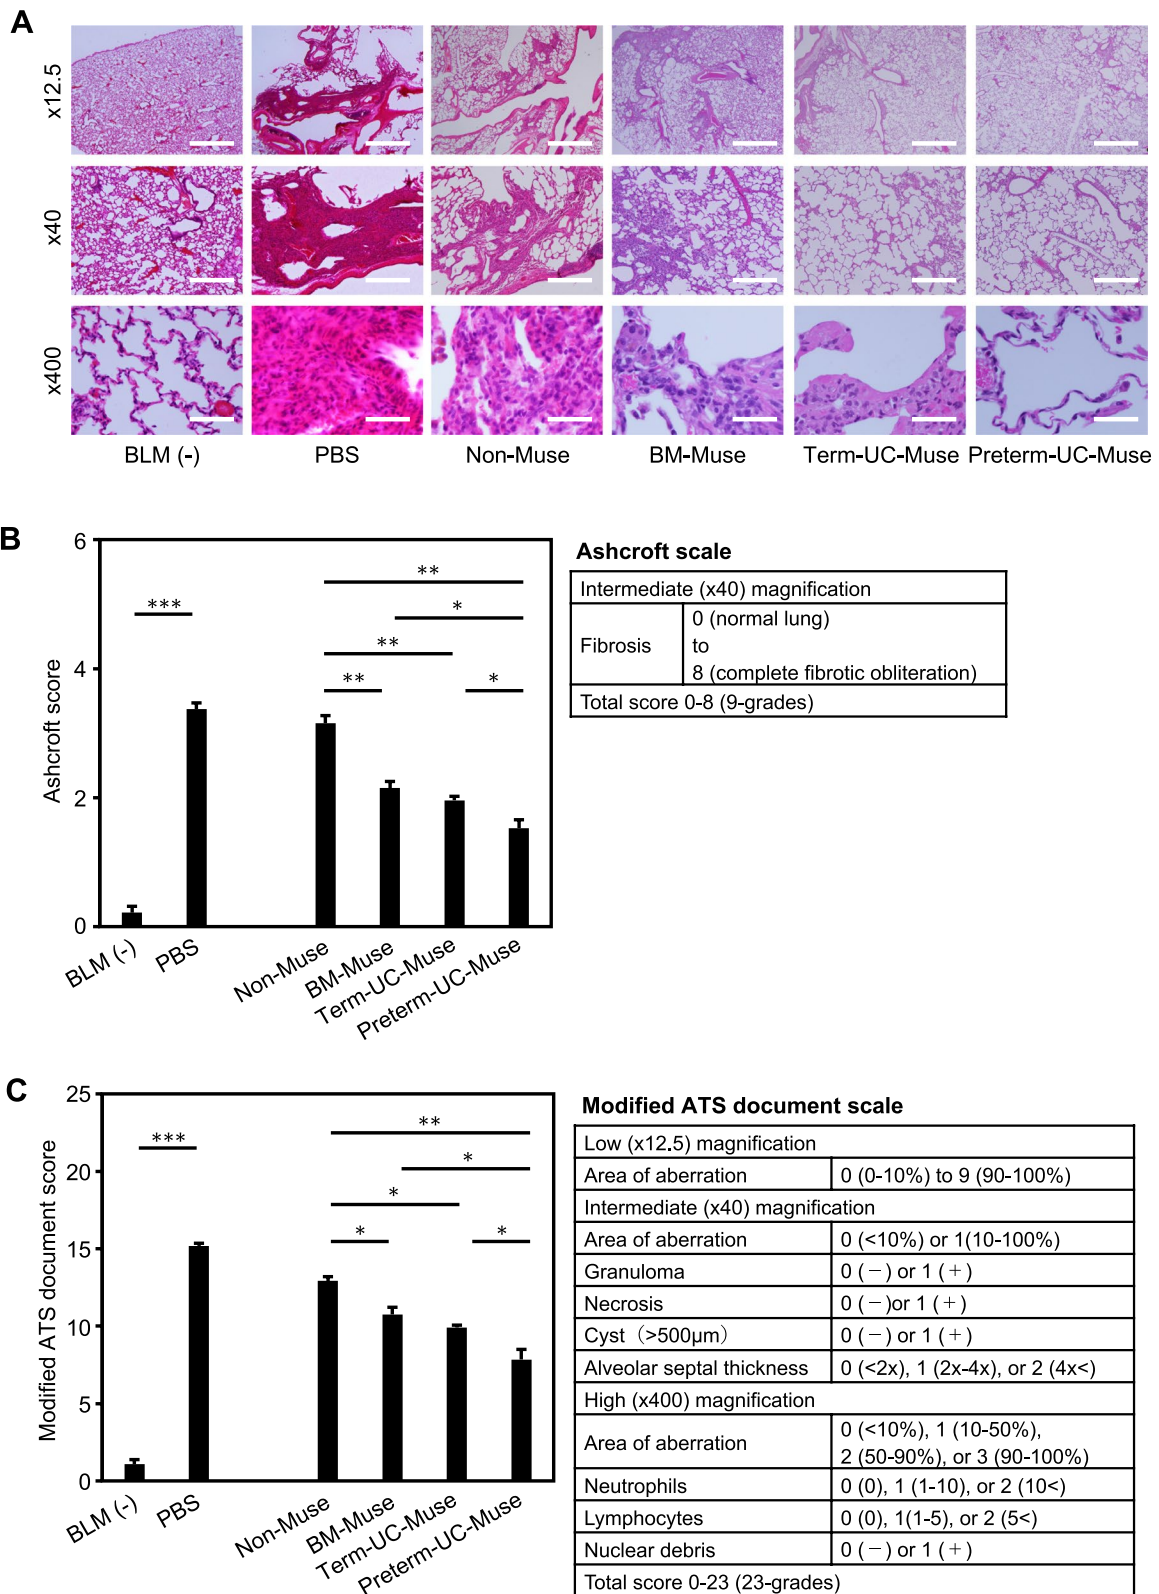 A
x12.5
x40
x400
BLM (-)
PBS
Non-Muse
BM-Muse
Term-UC-Muse
Preterm-UC-Muse
B
Ashcroft score
6
4
2
0
***
**
*
**
**
*
BLM (-)
PBS
Non-Muse
BM-Muse
Term-UC-Muse
Preterm-UC-Muse
Ashcroft scale
Intermediate (x40) magnification
Fibrosis
0 (normal lung)
to
8 (complete fibrotic obliteration)
Total score 0-8 (9-grades)
C
Modified ATS document score
25
20
15
10
5
0
***
**
*
*
*
*
BLM (-)
PBS
Non-Muse
BM-Muse
Term-UC-Muse
Preterm-UC-Muse
Modified ATS document scale
Low (x12.5) magnification
Area of aberration 0 (0-10%) to 9 (90-100%)
Intermediate (x40) magnification
Area of aberration 0 (<10%) or 1(10-100%)
Granuloma 0 (−) or 1 (+)
Necrosis 0 (−)or 1 (+)
Cyst (>500μm) 0 (−) or 1 (+)
Alveolar septal thickness 0 (<2x), 1 (2x-4x), or 2 (4x<)
High (x400) magnification
Area of aberration
0 (<10%), 1 (10-50%),
2 (50-90%), or 3 (90-100%)
Neutrophils 0 (0), 1 (1-10), or 2 (10<)
Lymphocytes 0 (0), 1(1-5), or 2 (5<)
Nuclear debris 0 (−) or 1 (+)
Total score 0-23 (23-grades)